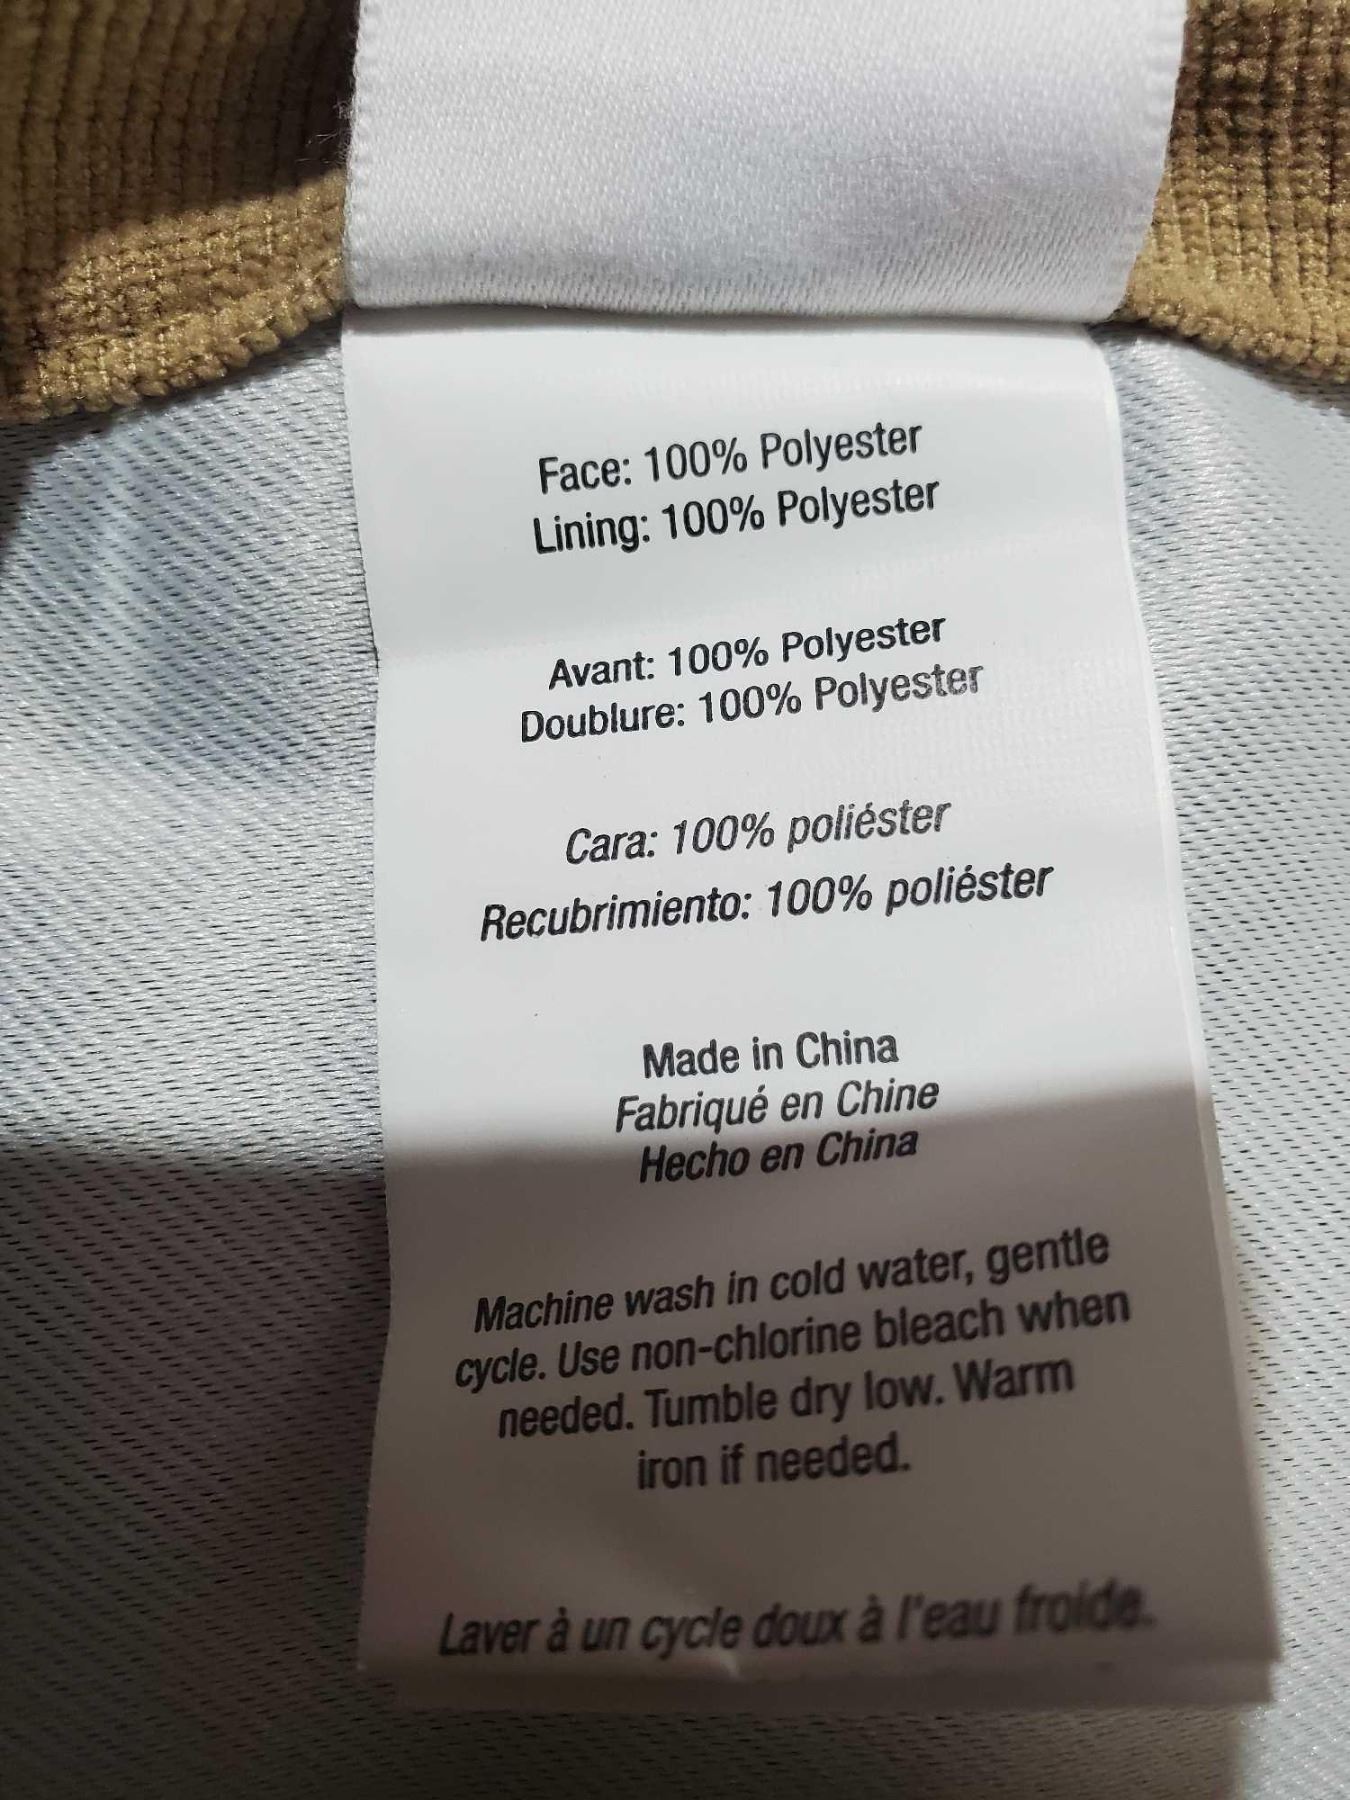 Face: 100% Polyester
Lining: 100% Polyester
Avant: 100% Polyester
Doublure: 100% Polyester
Cara: 100% poliéster
Recubrimiento: 100% poliéster
Made in China
Fabriqué en Chine
Hecho en China
Machine wash in cold water, gentle
cycle. Use non-chlorine bleach when
needed. Tumble dry low. Warm
iron if needed.
Laver à un cycle doux à l'eau froide.